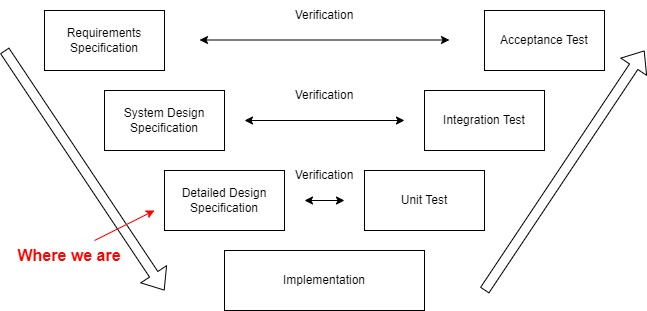 Verification
Requirements
Specification
Acceptance Test
Verification
System Design
Specification
Integration Test
Verification
Detailed Design
Specification
Unit Test
Where we are
Implementation